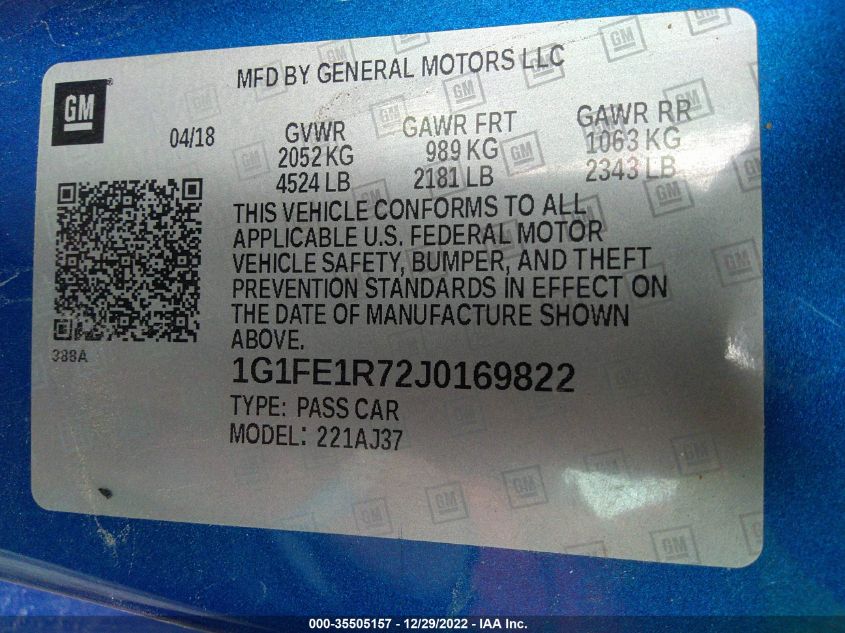 MFD BY GENERAL MOTORS LLC
GM
04/18 GVWR GAWR FRT GAWR RR
2052 KG 989 KG 1063 KG
4524 LB 2181 LB 2343 LB
THIS VEHICLE CONFORMS TO ALL
APPLICABLE U.S. FEDERAL MOTOR
VEHICLE SAFETY, BUMPER, AND THEFT
PREVENTION STANDARDS IN EFFECT ON
THE DATE OF MANUFACTURE SHOWN
ABOVE.
388A
1G1FE1R72J0169822
TYPE: PASS CAR
MODEL: 221AJ37
000-35505157 - 12/29/2022 - IAA Inc.